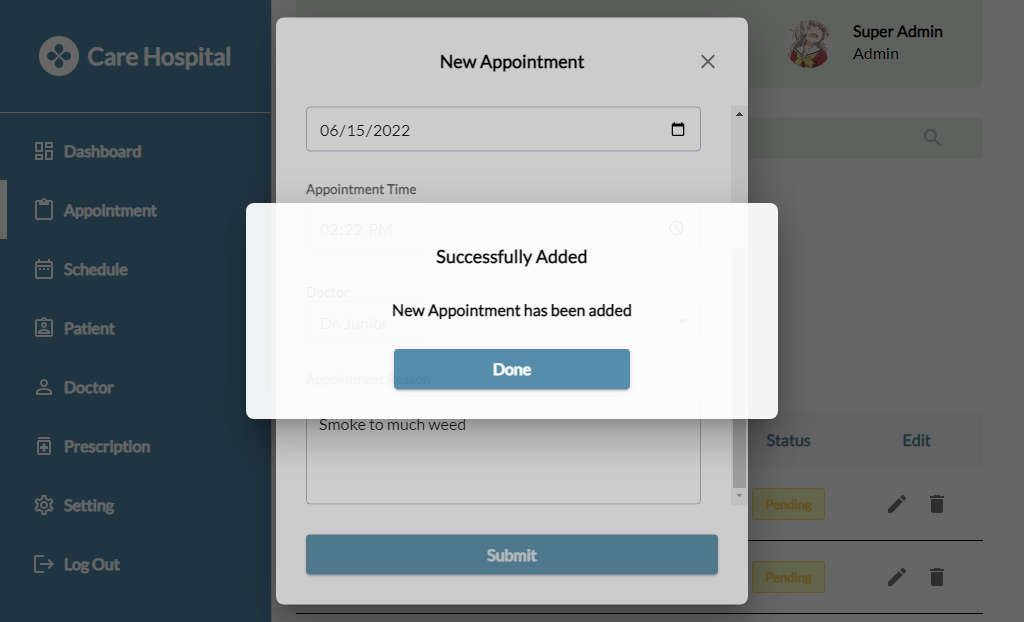 Care Hospital
Dashboard
Appointment
Schedule
Patient
Doctor
Prescription
Setting
Log Out
New Appointment
06/15/2022
Appointment Time
02:22 PM
Doctor
Dr. Junior
Appointment Reason
Smoke to much weed
Submit
Successfully Added
New Appointment has been added
Done
Super Admin
Admin
Status Edit
Pending
Pending